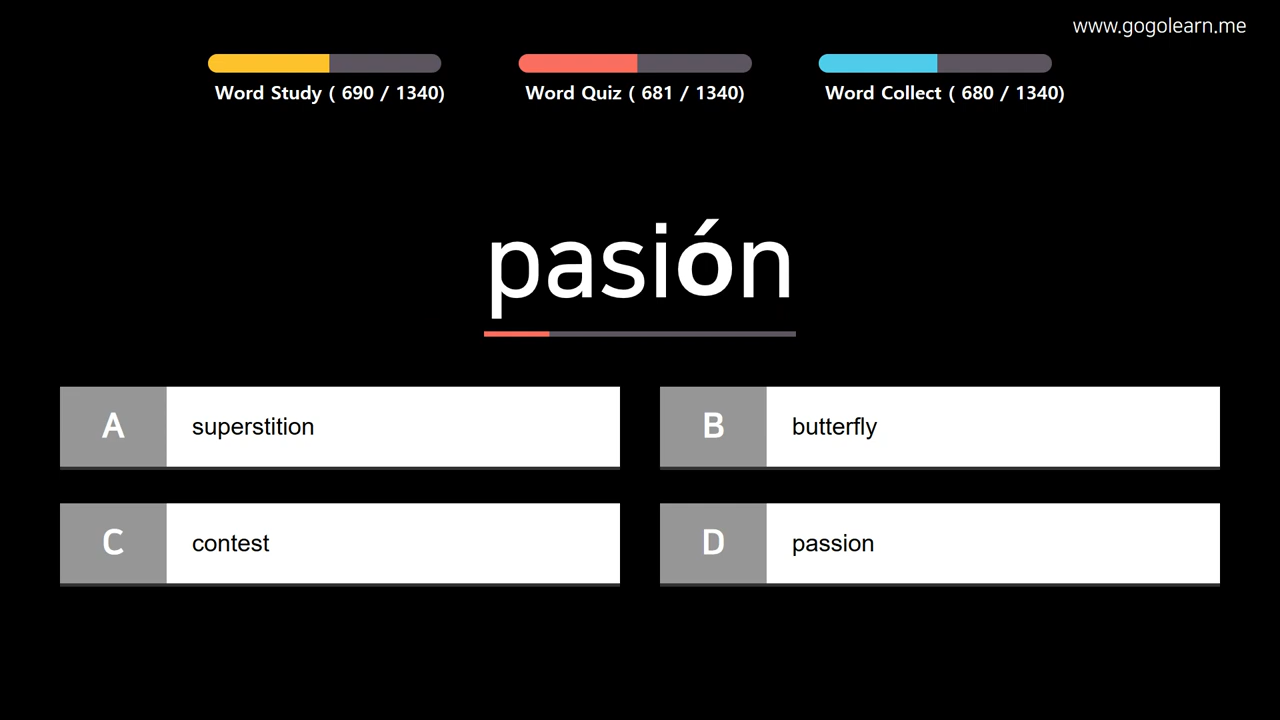 www.gogolearn.me
Word Study ( 690 / 1340)
Word Quiz ( 681 / 1340)
Word Collect ( 680 / 1340)
pasión
A superstition
B butterfly
C contest
D passion